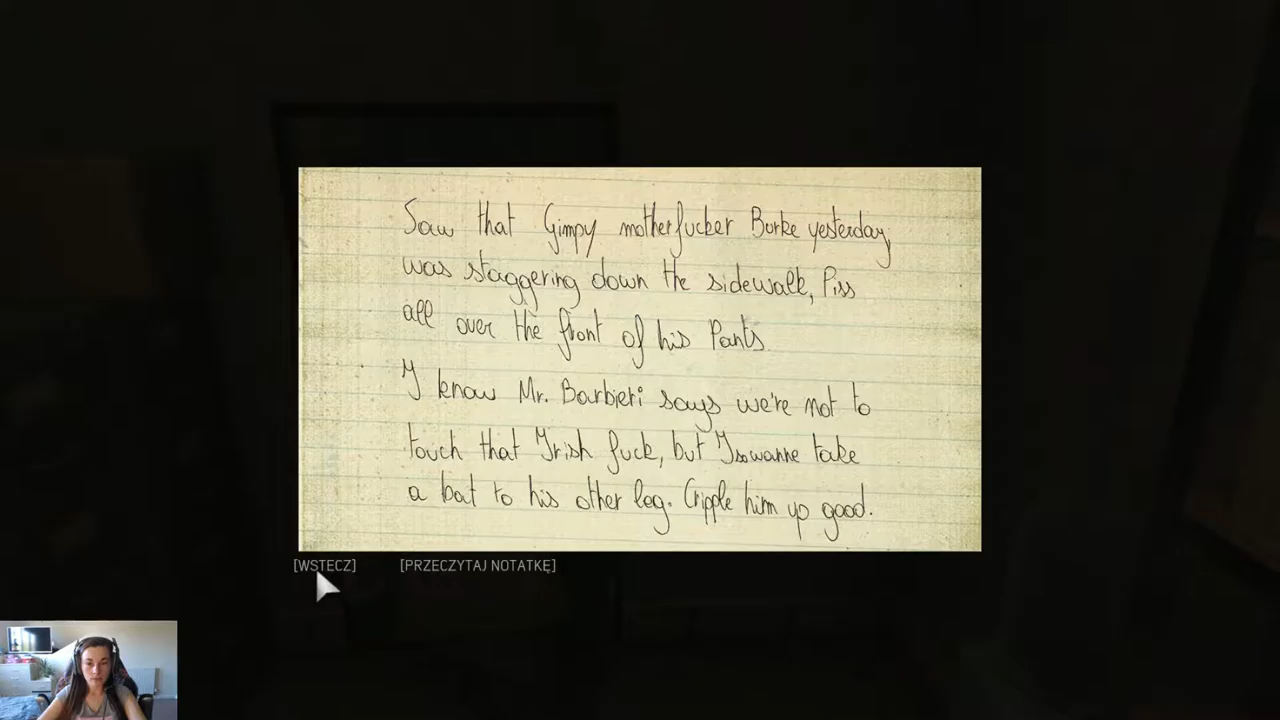 Saw that Gimpy motherfucker Burke yesterday
was staggering down the sidewalk, Piss
all over the front of his Pants
I know Mr. Barbieri says we're not to
touch that Irish fuck, but I so wanne take
a bat to his other leg. Cripple him up good.
[WSTECZ] [PRZECZYTAJ NOTATKĘ]